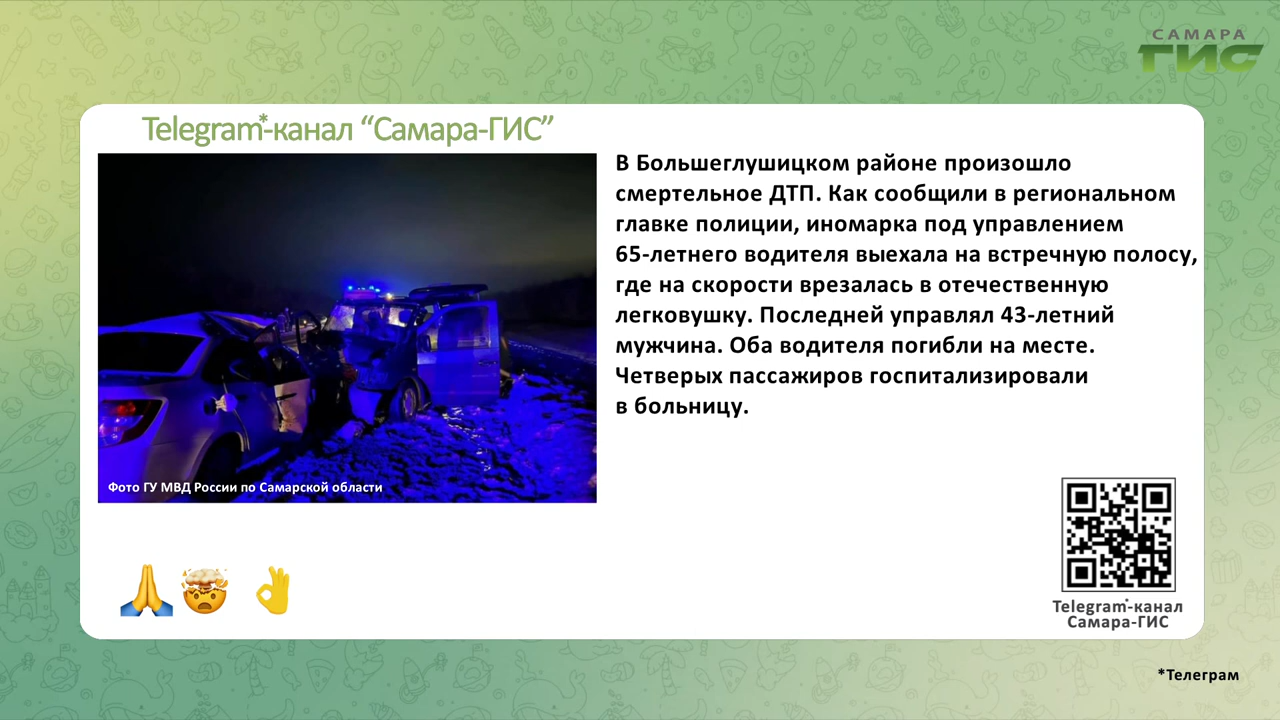 САМАРА
ГИС
Telegram*-канал “Самара-ГИС”
В Большеглушицком районе произошло
смертельное ДТП. Как сообщили в региональном
главке полиции, иномарка под управлением
65-летнего водителя выехала на встречную полосу,
где на скорости врезалась в отечественную
легковушку. Последней управлял 43-летний
мужчина. Оба водителя погибли на месте.
Четверых пассажиров госпитализировали
в больницу.
Фото ГУ МВД России по Самарской области
Telegram*-канал
Самара-ГИС
*Телеграм